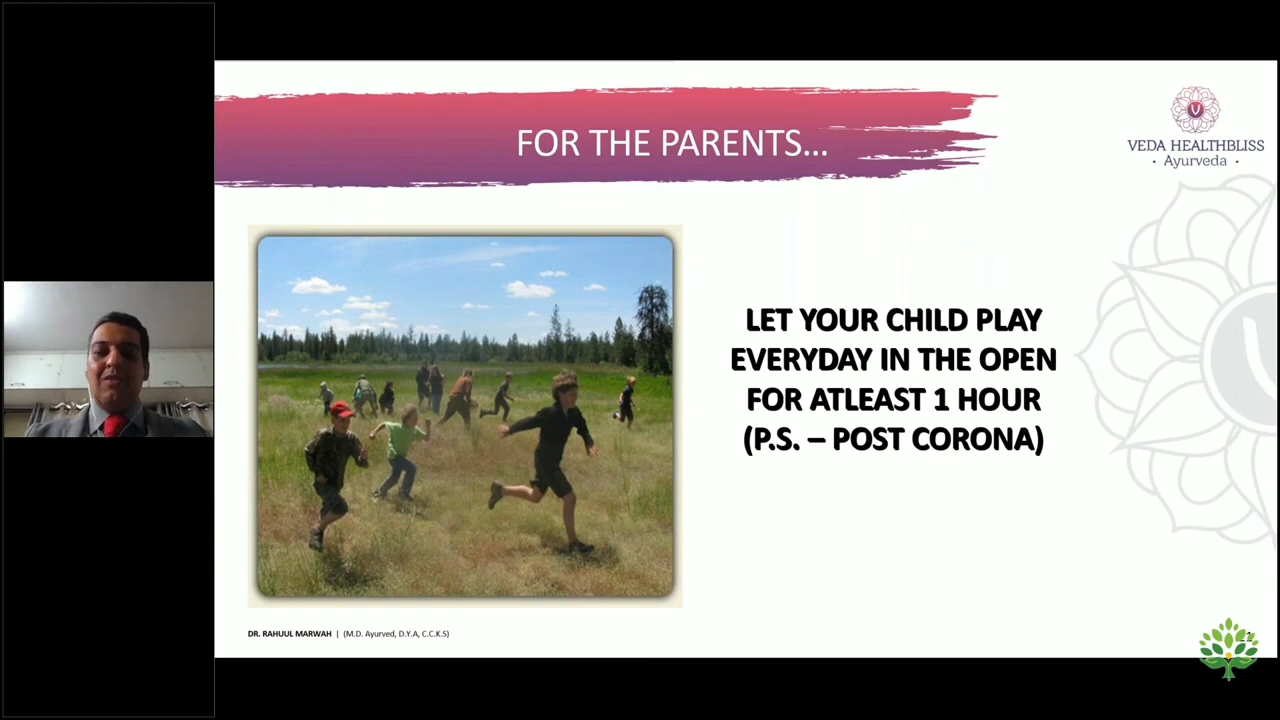 FOR THE PARENTS...
VEDA HEALTHBLISS
• Ayurveda •
LET YOUR CHILD PLAY
EVERYDAY IN THE OPEN
FOR ATLEAST 1 HOUR
(P.S. – POST CORONA)
DR. RAHUUL MARWAH | (M.D. Ayurved, D.Y.A, C.C.K.S)